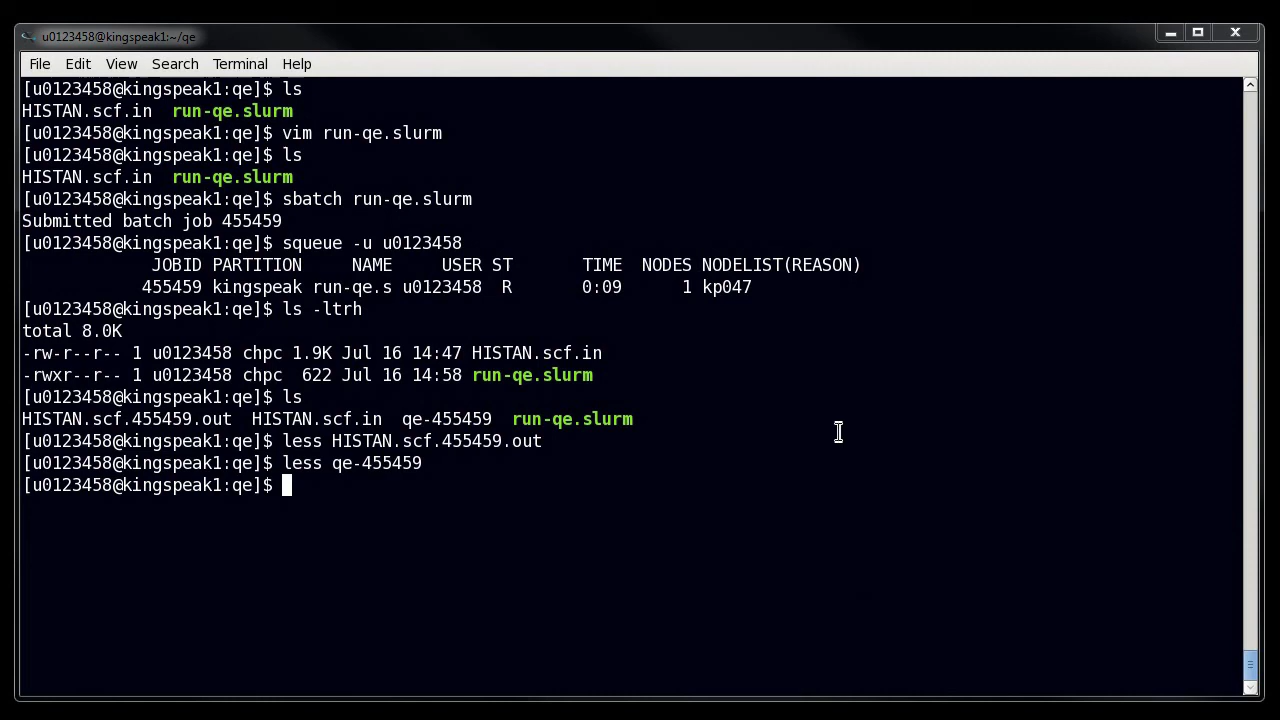 u0123458@kingspeak1:~/qe
File Edit View Search Terminal Help
[u0123458@kingspeak1:qe]$ ls
HISTAN.scf.in  run-qe.slurm
[u0123458@kingspeak1:qe]$ vim run-qe.slurm
[u0123458@kingspeak1:qe]$ ls
HISTAN.scf.in  run-qe.slurm
[u0123458@kingspeak1:qe]$ sbatch run-qe.slurm
Submitted batch job 455459
[u0123458@kingspeak1:qe]$ squeue -u u0123458
             JOBID PARTITION     NAME     USER ST       TIME  NODES NODELIST(REASON)
            455459 kingspeak run-qe.s u0123458  R       0:09      1 kp047
[u0123458@kingspeak1:qe]$ ls -ltrh
total 8.0K
-rw-r--r-- 1 u0123458 chpc 1.9K Jul 16 14:47 HISTAN.scf.in
-rwxr--r-- 1 u0123458 chpc  622 Jul 16 14:58 run-qe.slurm
[u0123458@kingspeak1:qe]$ ls
HISTAN.scf.455459.out  HISTAN.scf.in  qe-455459  run-qe.slurm
[u0123458@kingspeak1:qe]$ less HISTAN.scf.455459.out
[u0123458@kingspeak1:qe]$ less qe-455459
[u0123458@kingspeak1:qe]$